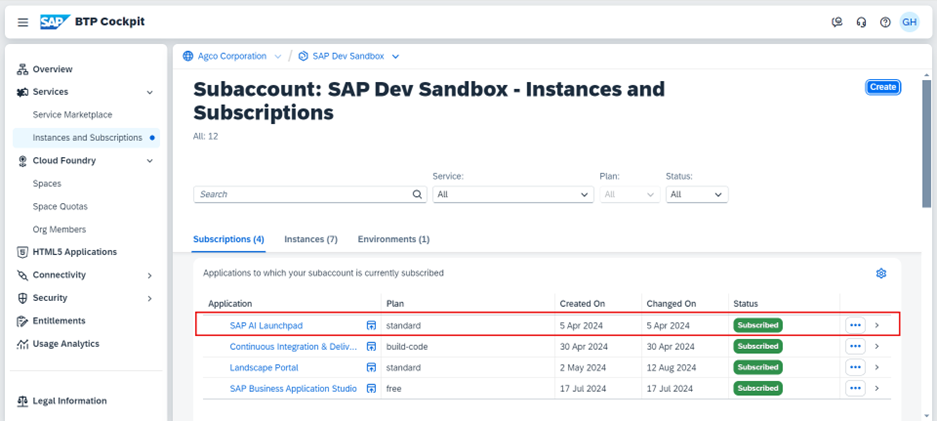 SAP BTP Cockpit
GH
Overview
Services
Service Marketplace
Instances and Subscriptions
Cloud Foundry
Spaces
Space Quotas
Org Members
HTML5 Applications
Connectivity
Security
Entitlements
Usage Analytics
Legal Information
Agco Corporation / SAP Dev Sandbox
Subaccount: SAP Dev Sandbox - Instances and
Subscriptions
Create
All: 12
Service: Plan: Status:
Search All All All
Subscriptions (4) Instances (7) Environments (1)
Applications to which your subaccount is currently subscribed
Application Plan Created On Changed On Status
SAP AI Launchpad standard 5 Apr 2024 5 Apr 2024 Subscribed
Continuous Integration & Deliv... build-code 30 Apr 2024 30 Apr 2024 Subscribed
Landscape Portal standard 2 May 2024 12 Aug 2024 Subscribed
SAP Business Application Studio free 17 Jul 2024 17 Jul 2024 Subscribed